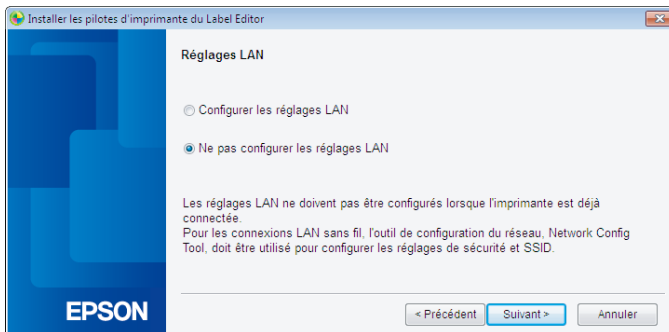 Installer les pilotes d'imprimante du Label Editor
Réglages LAN
Configurer les réglages LAN
Ne pas configurer les réglages LAN
Les réglages LAN ne doivent pas être configurés lorsque l'imprimante est déjà
connectée.
Pour les connexions LAN sans fil, l'outil de configuration du réseau, Network Config
Tool, doit être utilisé pour configurer les réglages de sécurité et SSID.
EPSON
< Précédent Suivant > Annuler